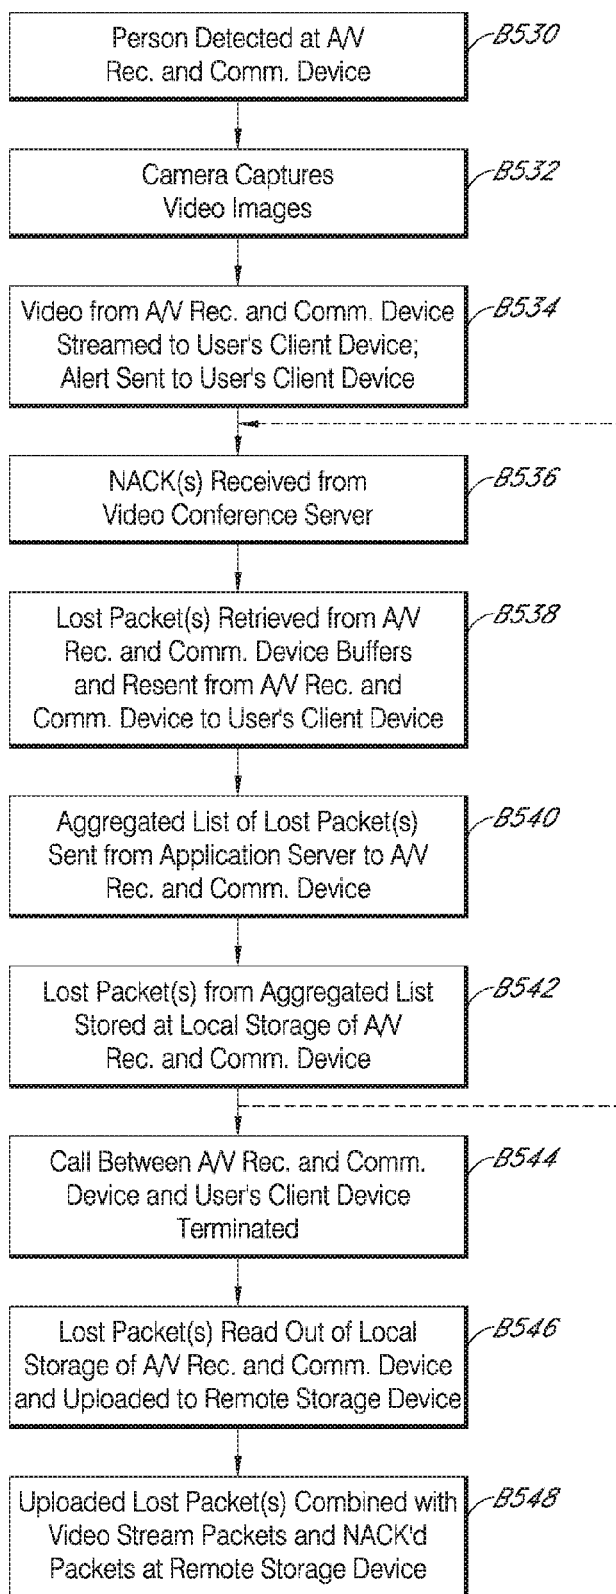 Person Detected at A/V
Rec. and Comm. Device
B530
Camera Captures
Video Images
B532
Video from A/V Rec. and Comm. Device
Streamed to User's Client Device;
Alert Sent to User's Client Device
B534
NACK(s) Received from
Video Conference Server
B536
Lost Packet(s) Retrieved from A/V
Rec. and Comm. Device Buffers
and Resent from A/V Rec. and
Comm. Device to User's Client Device
B538
Aggregated List of Lost Packet(s)
Sent from Application Server to A/V
Rec. and Comm. Device
B540
Lost Packet(s) from Aggregated List
Stored at Local Storage of A/V
Rec. and Comm. Device
B542
Call Between A/V Rec. and Comm.
Device and User's Client Device
Terminated
B544
Lost Packet(s) Read Out of Local
Storage of A/V Rec. and Comm. Device
and Uploaded to Remote Storage Device
B546
Uploaded Lost Packet(s) Combined with
Video Stream Packets and NACK'd
Packets at Remote Storage Device
B548